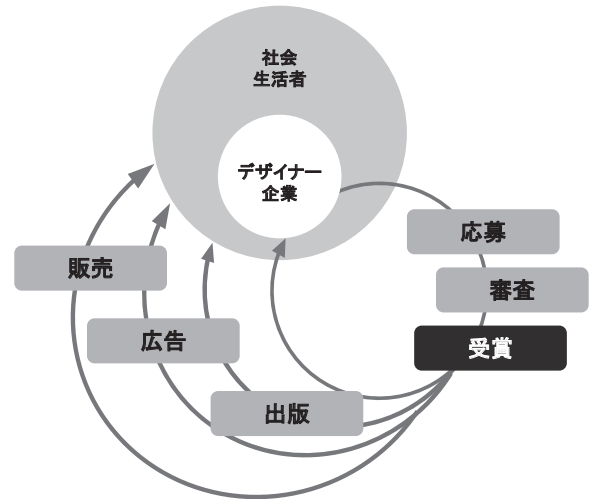 社会
生活者
デザイナー
企業
応募
審査
受賞
販売
広告
出版